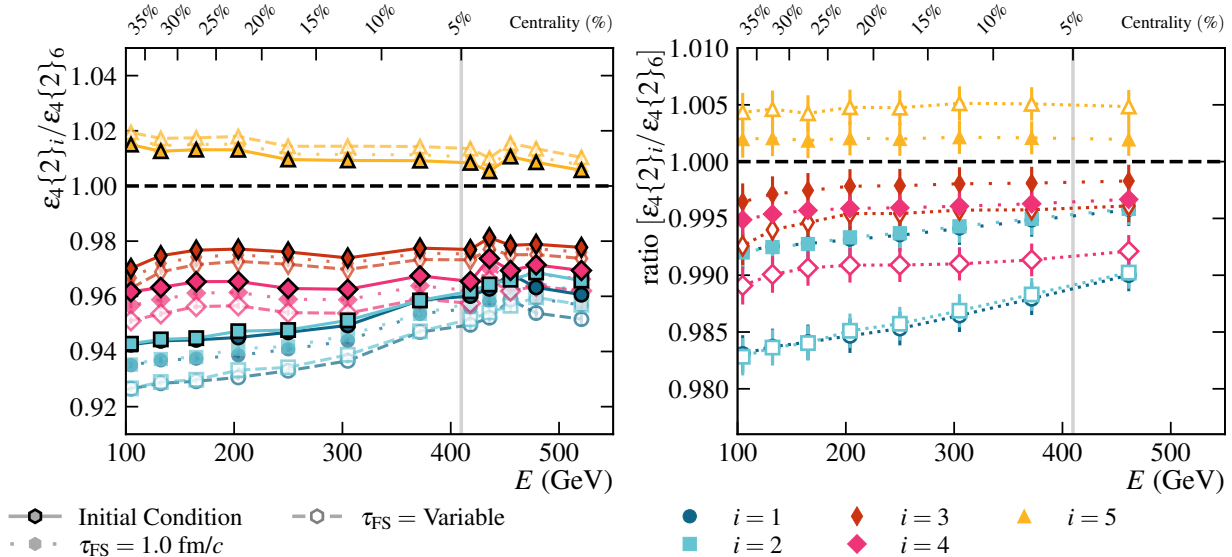 35% 30% 25% 20% 15% 10% 5% Centrality (%)
ε₄{2}ᵢ/ε₄{2}₆
1.04
1.02
1.00
0.98
0.96
0.94
0.92
100 200 300 400 500
E (GeV)
35% 30% 25% 20% 15% 10% 5% Centrality (%)
ratio [ε₄{2}ᵢ/ε₄{2}₆]
1.010
1.005
1.000
0.995
0.990
0.985
0.980
100 200 300 400 500
E (GeV)
Initial Condition
τFS = Variable
τFS = 1.0 fm/c
i = 1
i = 3
i = 5
i = 2
i = 4